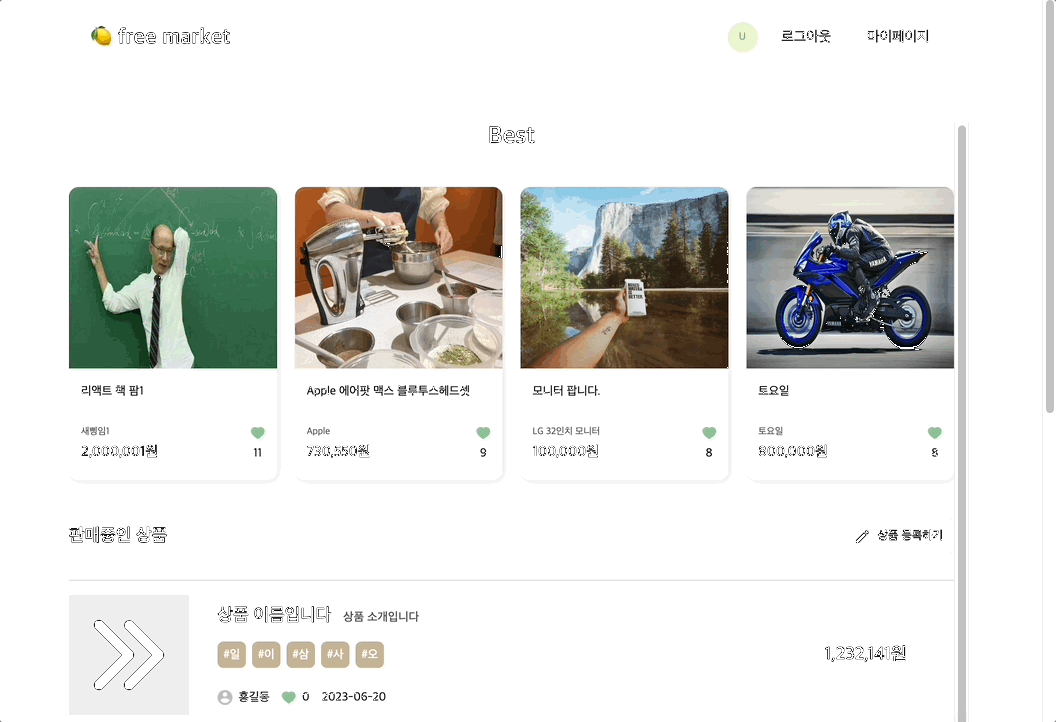 free market
U
로그아웃
마이페이지
Best
리액트 책 팜1
Apple 에어팟 맥스 블루투스헤드셋
모니터 팝니다.
토요일
새삥임1
Apple
LG 32인치 모니터
토요일
2,000,001원
11
730,550원
9
100,000원
8
800,000원
8
YAMAHA
판매중인 상품
상품 등록하기
상품 이름입니다 상품 소개입니다
#일 #이 #삼 #사 #오
1,232,141원
홍길동 0 2023-06-20